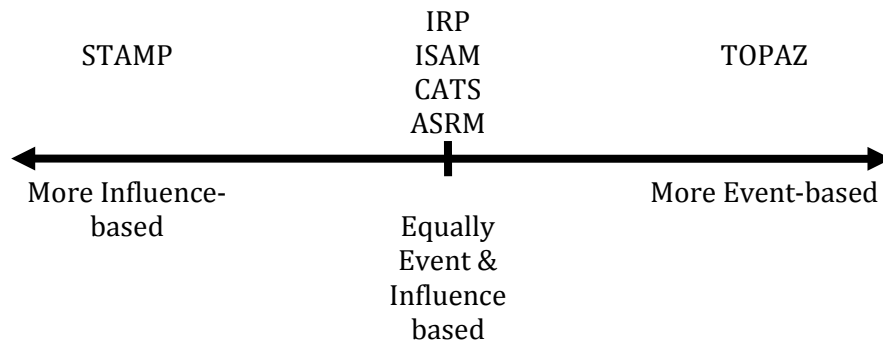 IRP
STAMP
ISAM
TOPAZ
CATS
ASRM
More Influence-
based
More Event-based
Equally
Event &
Influence
based